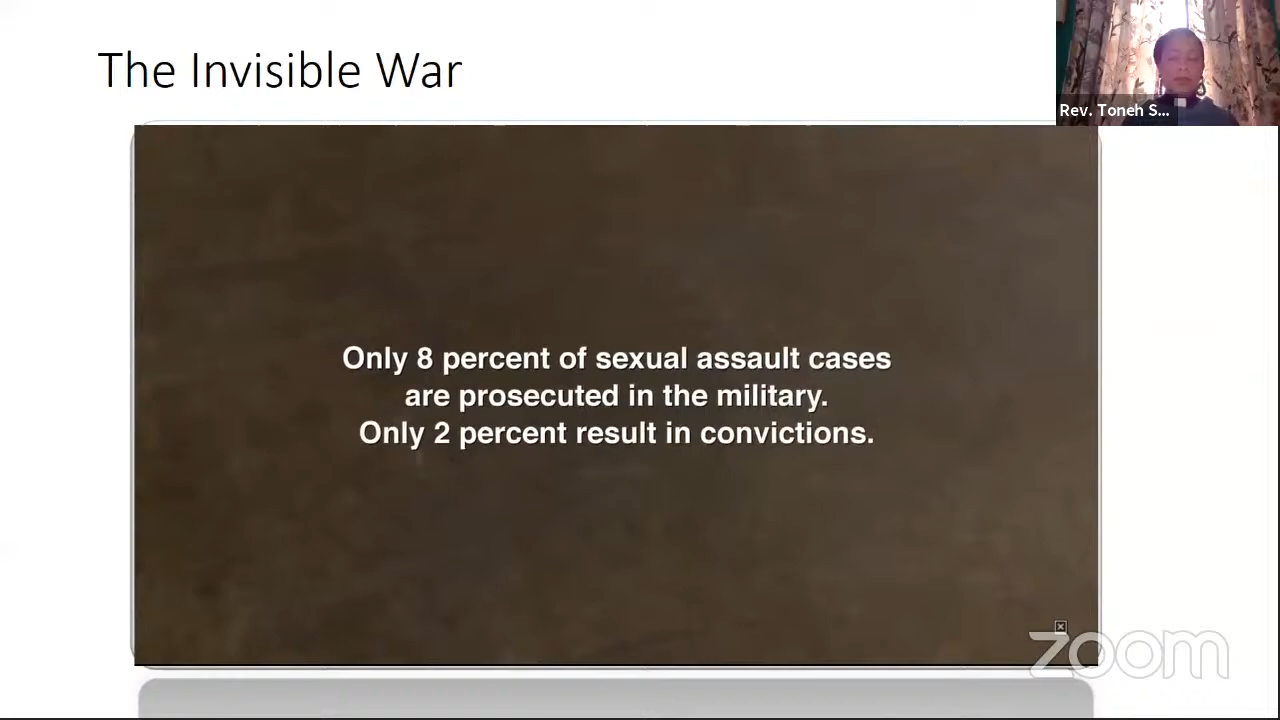 The Invisible War
Rev. Toneh S...
Only 8 percent of sexual assault cases
are prosecuted in the military.
Only 2 percent result in convictions.
zoom